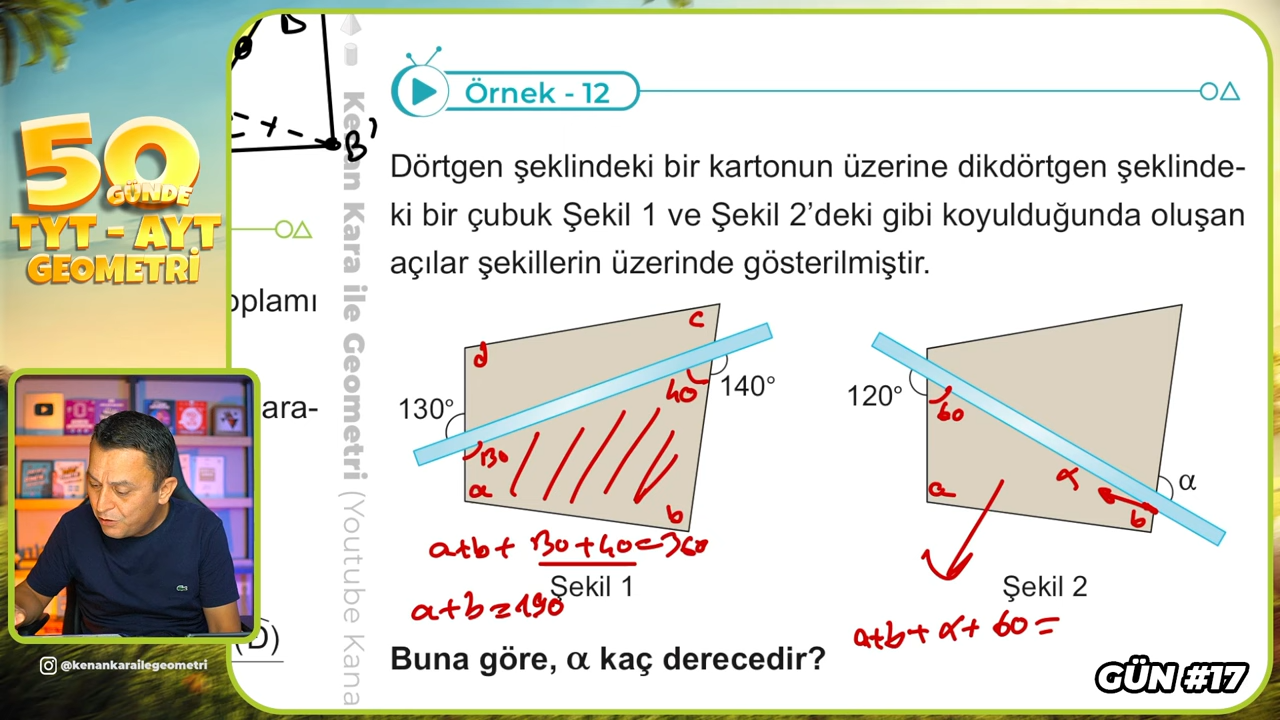 50
GÜNDE
TYT - AYT
GEOMETRİ
B'
oplamı
ara-
(D)
Kenan Kara ile Geometri (Youtube Kana
Örnek - 12
Dörtgen şeklindeki bir kartonun üzerine dikdörtgen şeklinde-
ki bir çubuk Şekil 1 ve Şekil 2’deki gibi koyulduğunda oluşan
açılar şekillerin üzerinde gösterilmiştir.
d
c
40
140°
130°
130
a
b
a+b+ 130+40=360
Şekil 1
a+b=190
120°
60
a
α
b
α
Şekil 2
a+b+α+60=
Buna göre, α kaç derecedir?
@kenankarailegeometri
GÜN #17